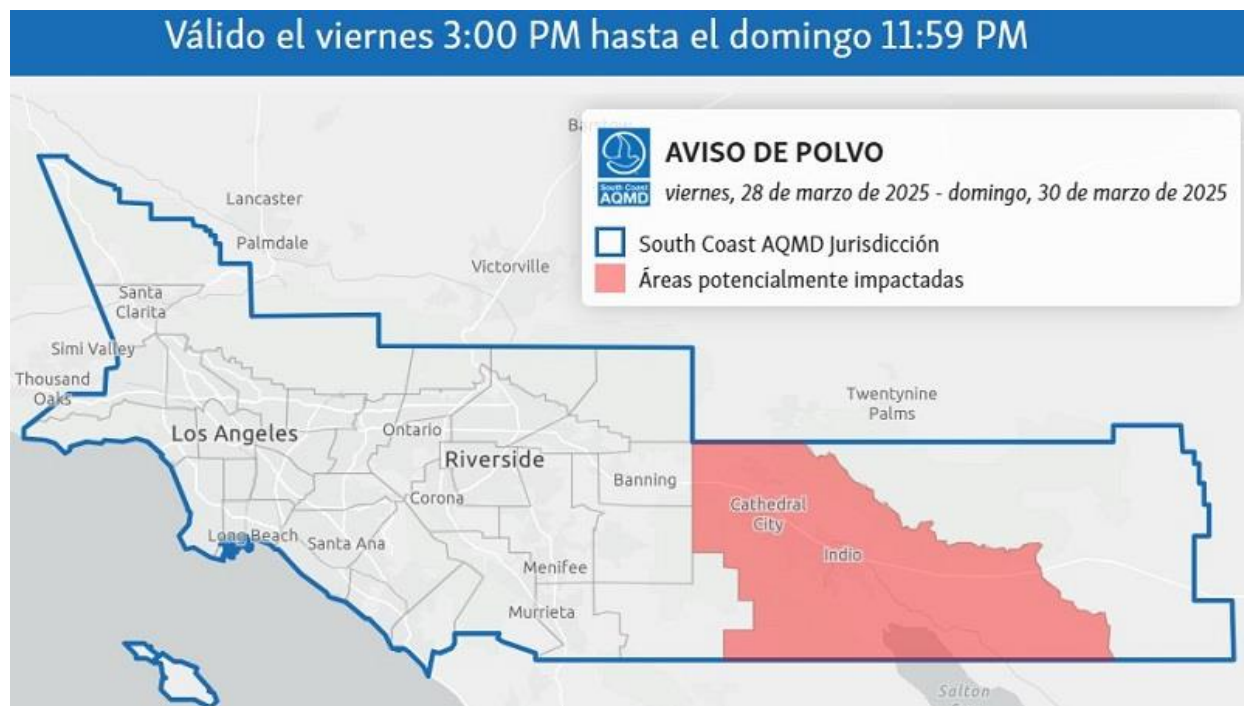 Válido el viernes 3:00 PM hasta el domingo 11:59 PM
South Coast
AQMD
AVISO DE POLVO
viernes, 28 de marzo de 2025 - domingo, 30 de marzo de 2025
South Coast AQMD Jurisdicción
Áreas potencialmente impactadas
Lancaster
Palmdale
Victorville
Santa
Clarita
Simi Valley
Thousand
Oaks
Twentynine
Palms
Los Angeles
Ontario
Riverside
Banning
Corona
Cathedral
City
Long Beach
Santa Ana
Indio
Menifee
Murrieta
Salton